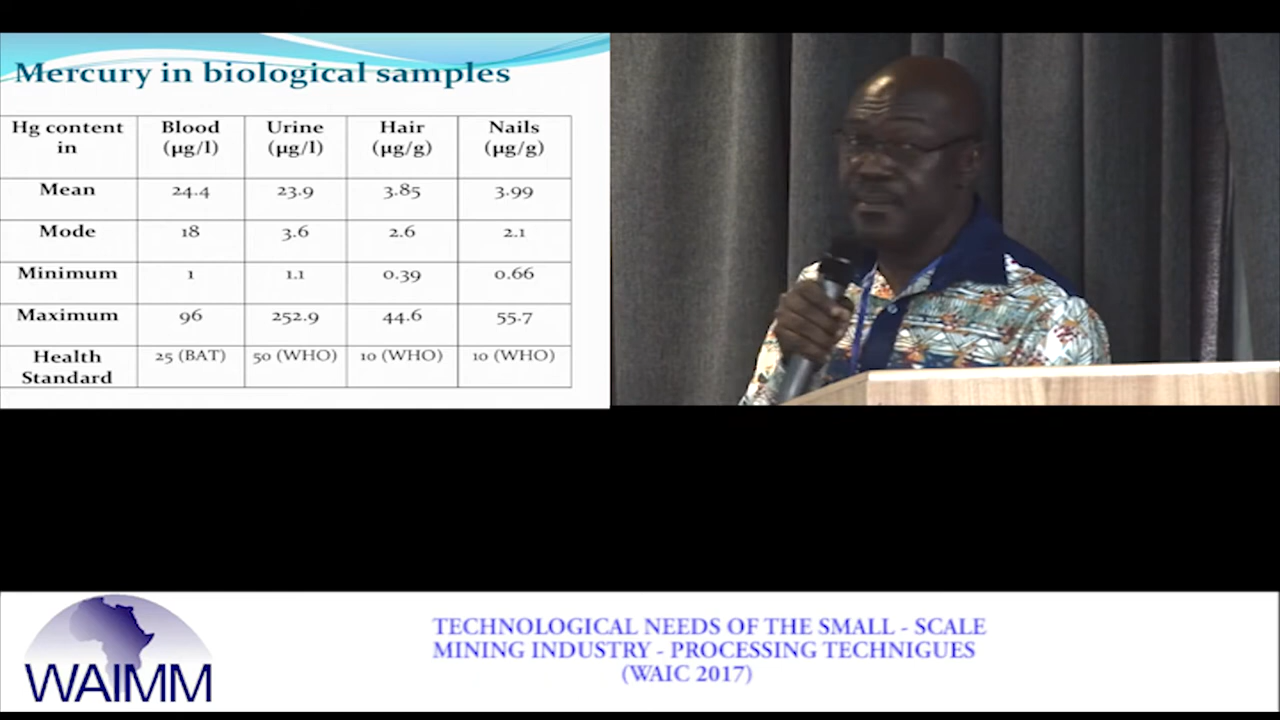 Mercury in biological samples
Hg content in Blood (µg/l) Urine (µg/l) Hair (µg/g) Nails (µg/g)
Mean 24.4 23.9 3.85 3.99
Mode 18 3.6 2.6 2.1
Minimum 1 1.1 0.39 0.66
Maximum 96 252.9 44.6 55.7
Health Standard 25 (BAT) 50 (WHO) 10 (WHO) 10 (WHO)
WAIMM
TECHNOLOGICAL NEEDS OF THE SMALL - SCALE
MINING INDUSTRY - PROCESSING TECHNIGUES
(WAIC 2017)